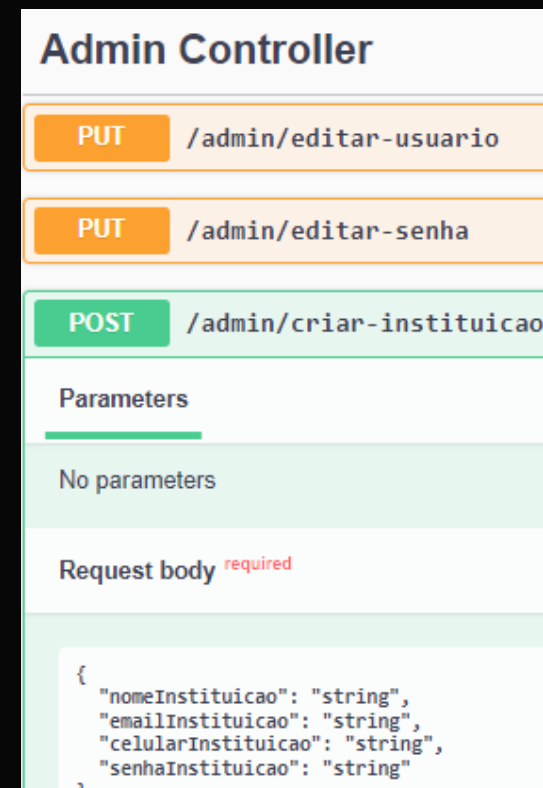 Admin Controller
PUT /admin/editar-usuario
PUT /admin/editar-senha
POST /admin/criar-instituicao
Parameters
No parameters
Request body required
{
"nomeInstituicao": "string",
"emailInstituicao": "string",
"celularInstituicao": "string",
"senhaInstituicao": "string"
}